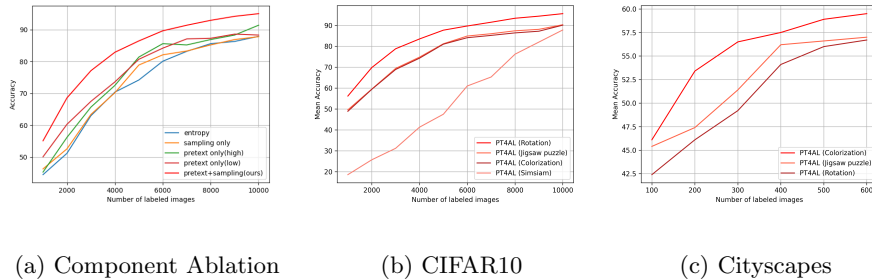 90
80
70
60
50
Accuracy
2000 4000 6000 8000 10000
Number of labeled images
entropy
sampling only
pretext only(high)
pretext only(low)
pretext+sampling(ours)
90
80
70
60
50
40
30
20
Mean Accuracy
2000 4000 6000 8000 10000
Number of labeled images
PT4AL (Rotation)
PT4AL (Jigsaw puzzle)
PT4AL (Colorization)
PT4AL (Simsiam)
60.0
57.5
55.0
52.5
50.0
47.5
45.0
42.5
Mean Accuracy
100 200 300 400 500 600
Number of labeled images
PT4AL (Colorization)
PT4AL (Jigsaw puzzle)
PT4AL (Rotation)
(a) Component Ablation
(b) CIFAR10
(c) Cityscapes